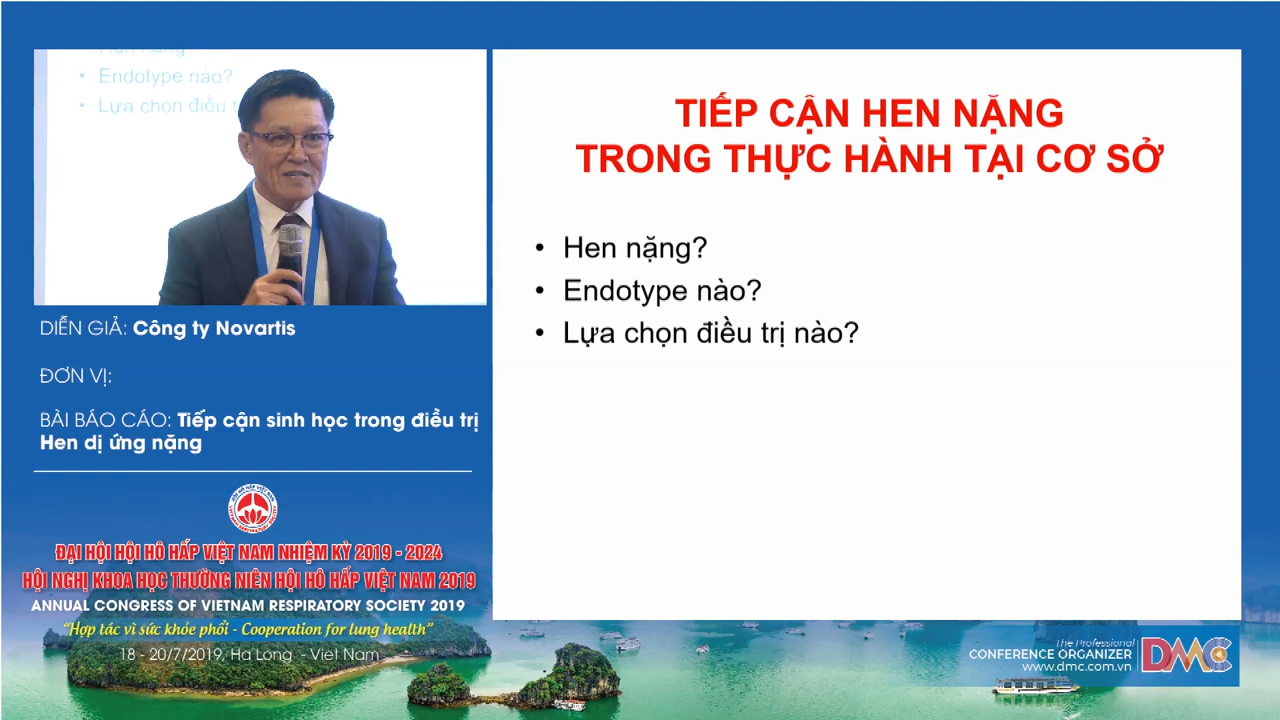 Endotype nào?
Lựa chọn điều t
DIỄN GIẢ: Công ty Novartis
ĐƠN VỊ:
BÀI BÁO CÁO: Tiếp cận sinh học trong điều trị
Hen dị ứng nặng
ĐẠI HỘI HỘI HÔ HẤP VIỆT NAM NHIỆM KỲ 2019 - 2024
HỘI NGHỊ KHOA HỌC THƯỜNG NIÊN HỘI HÔ HẤP VIỆT NAM 2019
ANNUAL CONGRESS OF VIETNAM RESPIRATORY SOCIETY 2019
"Hợp tác vì sức khỏe phổi - Cooperation for lung health"
18 - 20/7/2019, Ha Long - Viet Nam
TIẾP CẬN HEN NẶNG
TRONG THỰC HÀNH TẠI CƠ SỞ
• Hen nặng?
• Endotype nào?
• Lựa chọn điều trị nào?
The Professional
CONFERENCE ORGANIZER
www.dmc.com.vn
DMC